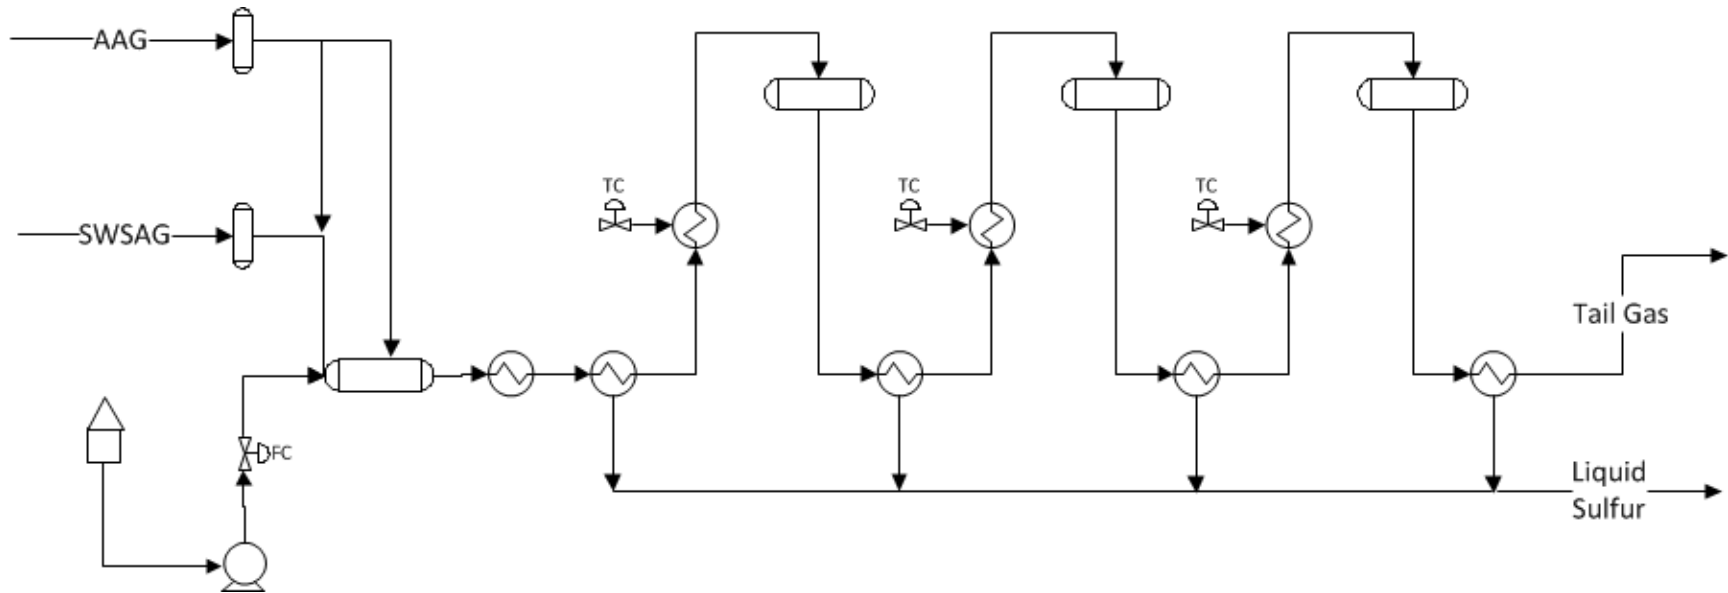 AAG
SWSAG
TC
TC
TC
FC
Tail Gas
Liquid
Sulfur